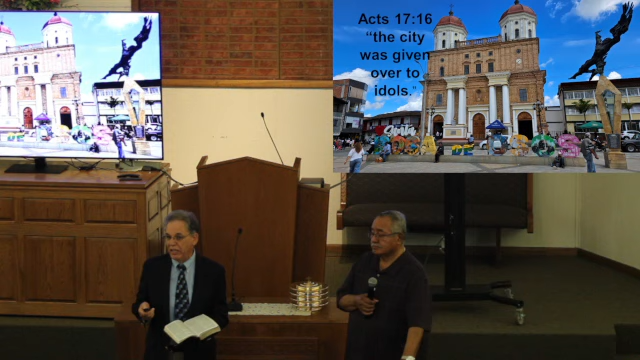 Acts 17:16
“the city
was given
over to
idols.”